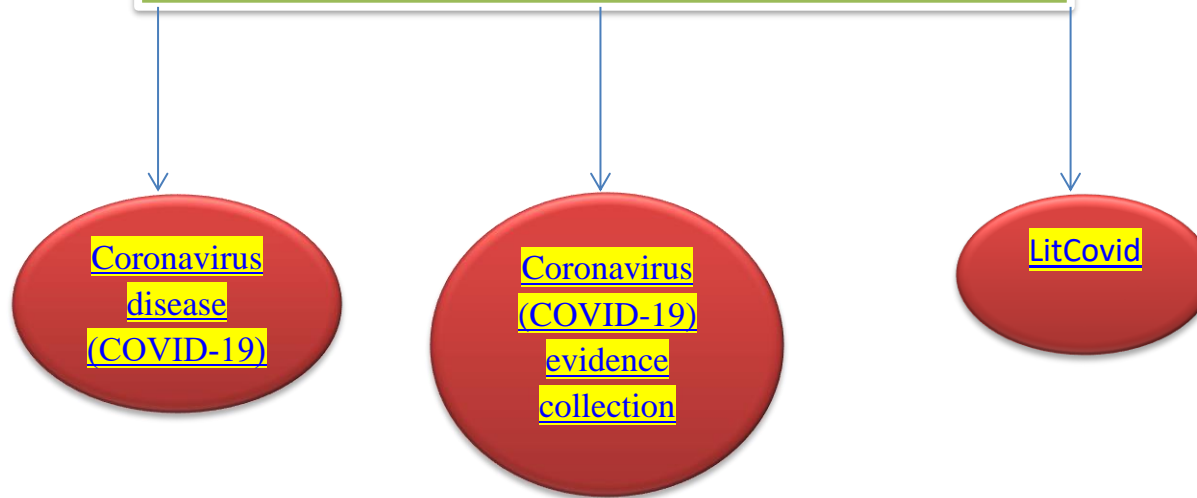 Coronavirus
disease
(COVID-19)
Coronavirus
(COVID-19)
evidence
collection
LitCovid